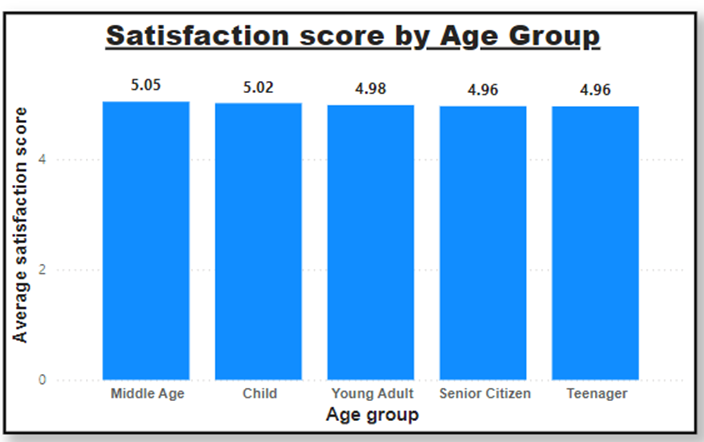 Satisfaction score by Age Group
Average satisfaction score
5.05 5.02 4.98 4.96 4.96
4
2
0
Middle Age Child Young Adult Senior Citizen Teenager
Age group